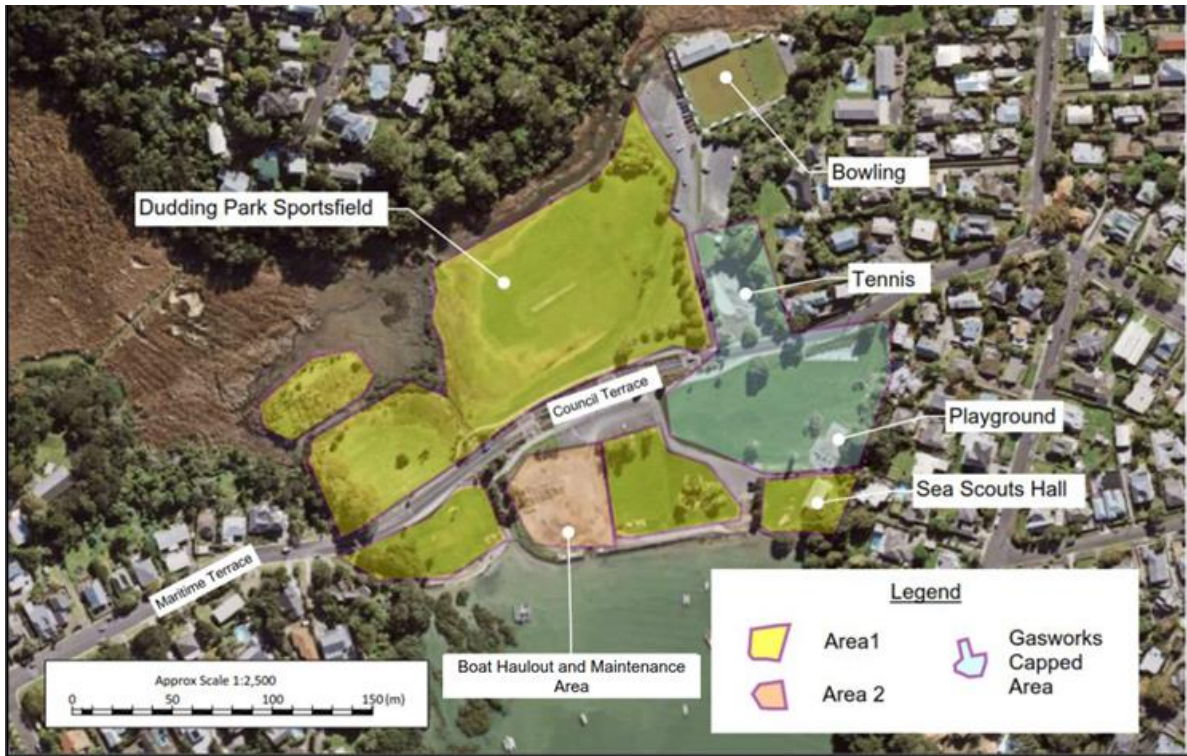 N
Bowling
Dudding Park Sportsfield
Tennis
Council Terrace
Playground
Sea Scouts Hall
Maritime Terrace
Boat Haulout and Maintenance
Area
Legend
Area1
Area 2
Gasworks
Capped
Area
Approx Scale 1:2,500
0 50 100 150 (m)